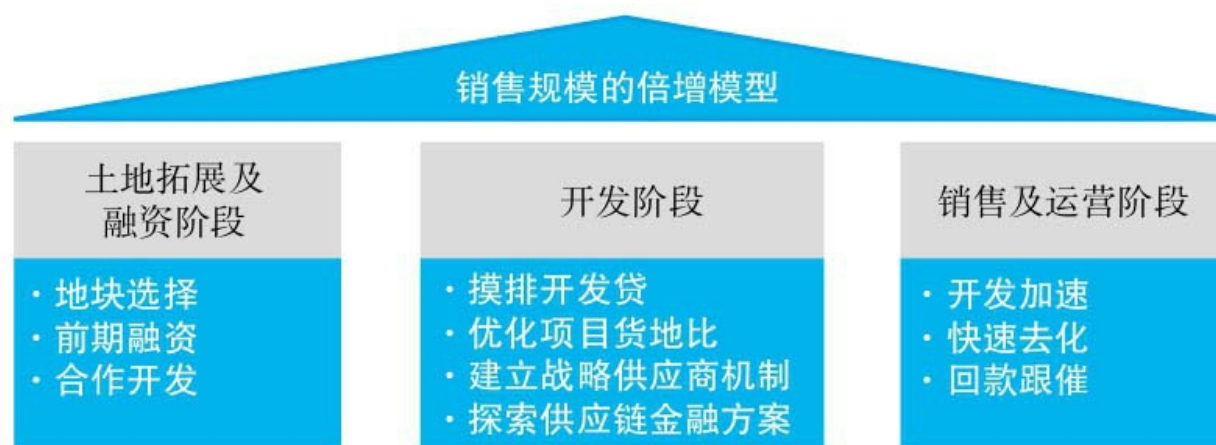 销售规模的倍增模型
土地拓展及
融资阶段
· 地块选择
· 前期融资
· 合作开发
开发阶段
· 摸排开发贷
· 优化项目货地比
· 建立战略供应商机制
· 探索供应链金融方案
销售及运营阶段
· 开发加速
· 快速去化
· 回款跟催